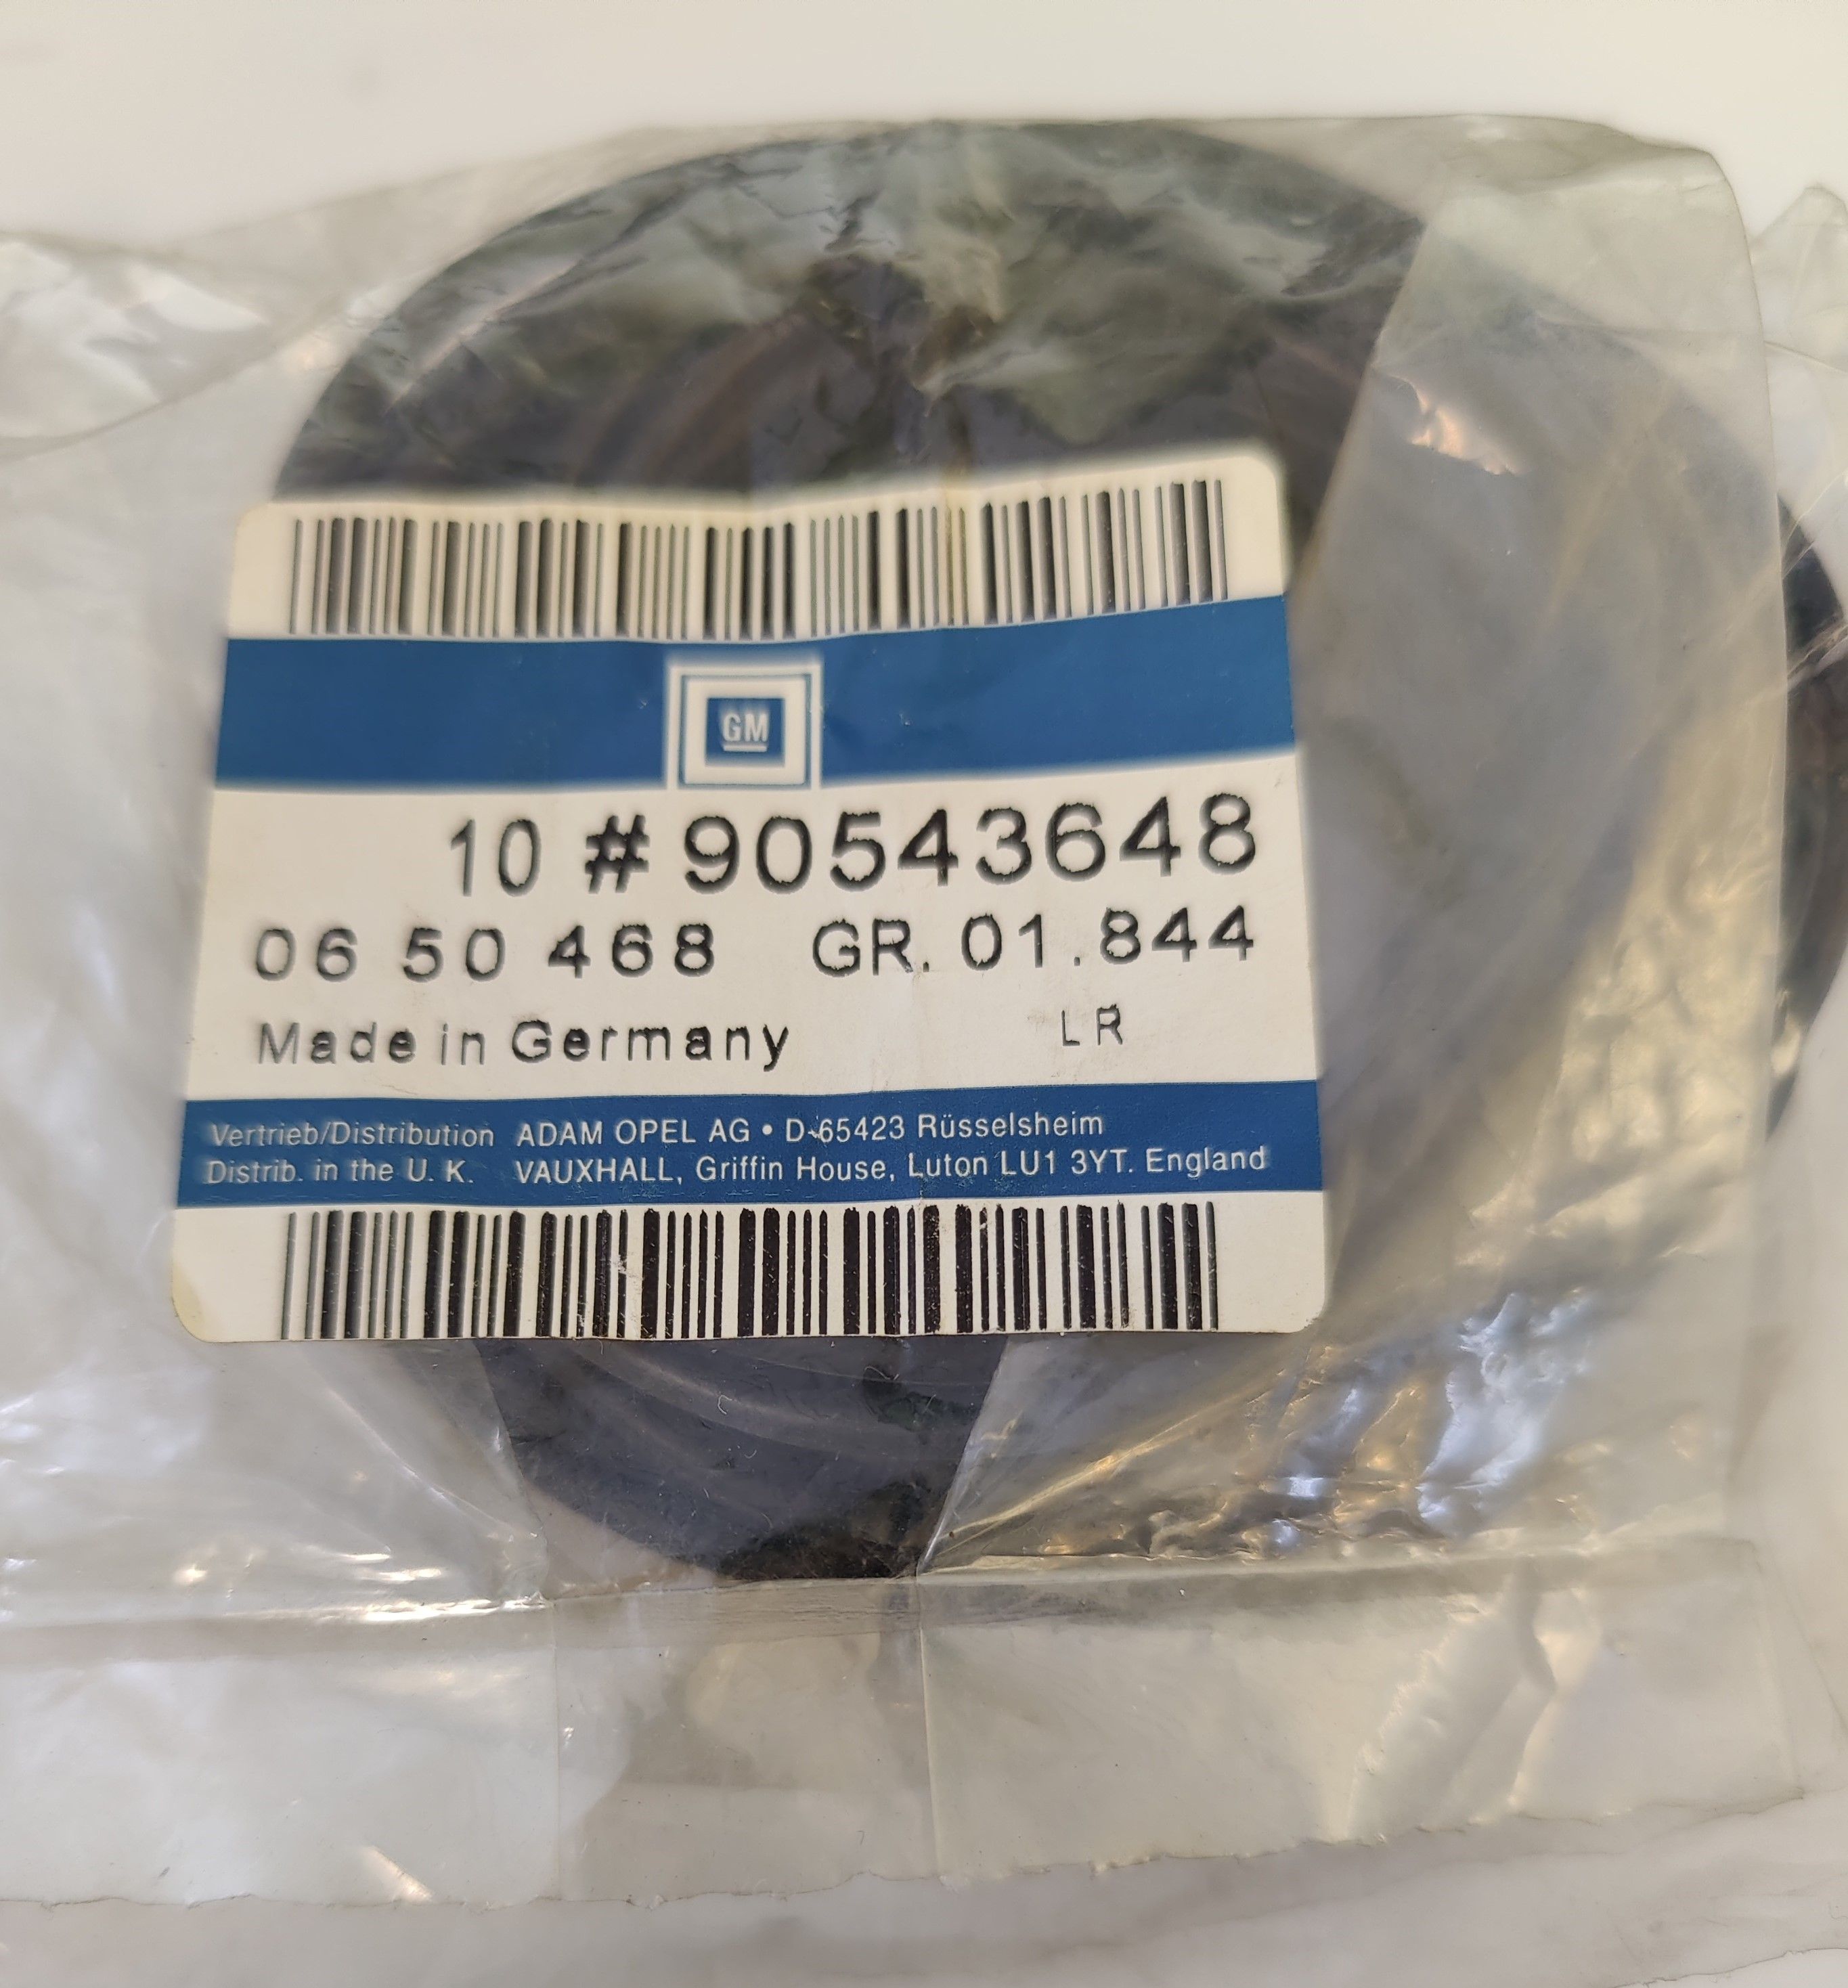 GM
10 # 90543648
06 50 468 GR. 01.844
Made in Germany LR
Vertrieb/Distribution ADAM OPEL AG • D-65423 Rüsselsheim
Distrib. in the U. K. VAUXHALL, Griffin House, Luton LU1 3YT. England